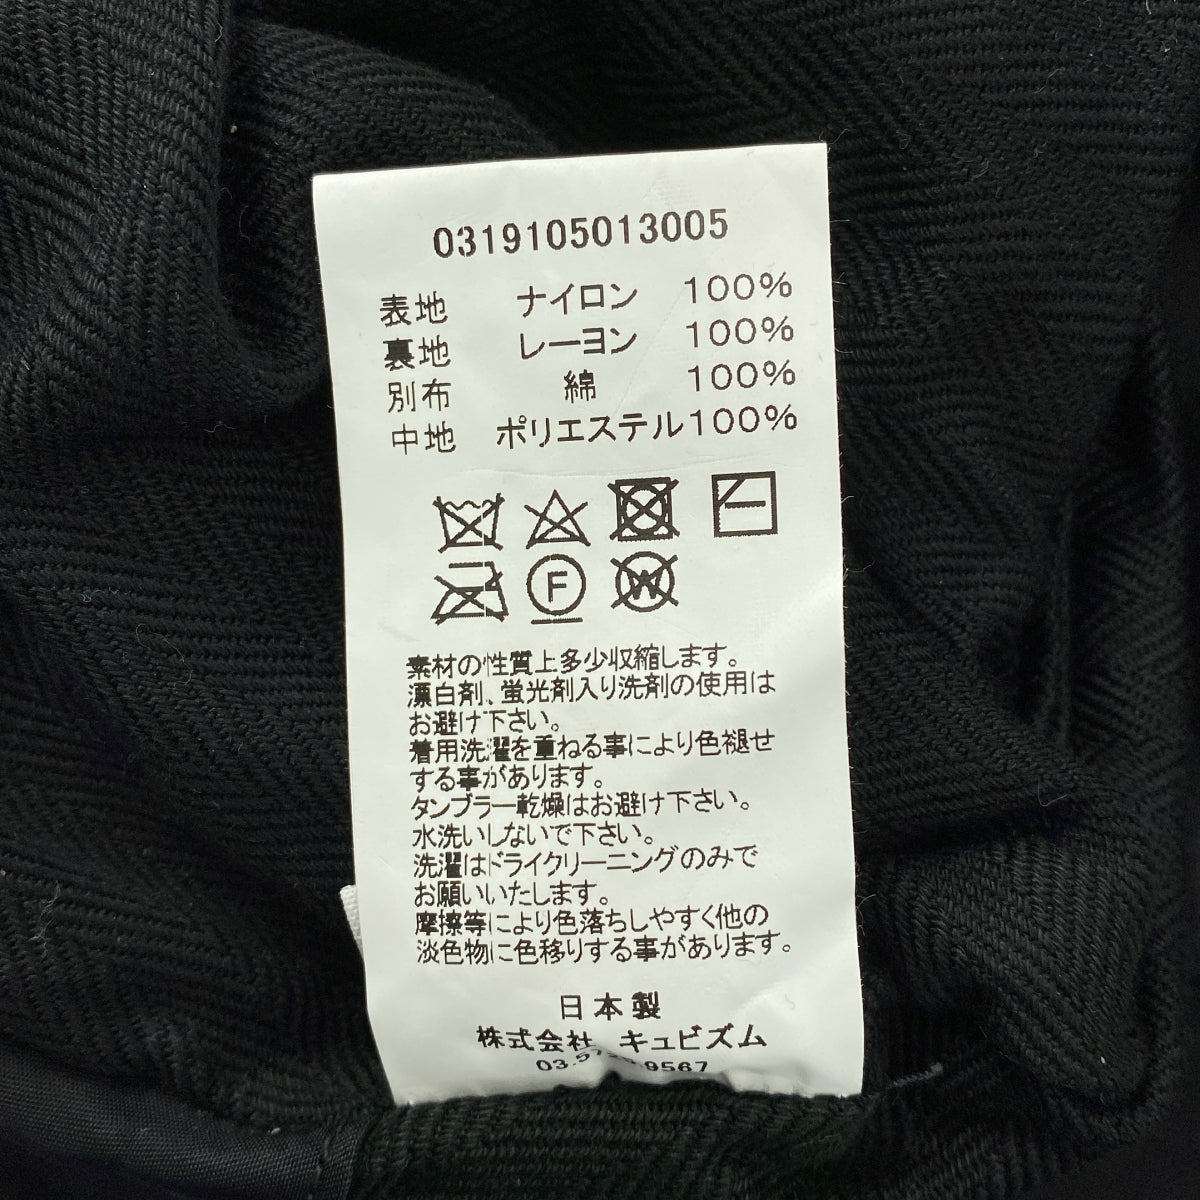 0319105013005
表地 ナイロン 100%
裏地 レーヨン 100%
別布 綿 100%
中地 ポリエステル100%
F W
素材の性質上多少収縮します。
漂白剤、蛍光剤入り洗剤の使用は
お避け下さい。
着用洗濯を重ねる事により色褪せ
する事があります。
タンブラー乾燥はお避け下さい。
水洗いしないで下さい。
洗濯はドライクリーニングのみで
お願いいたします。
摩擦等により色落ちしやすく他の
淡色物に色移りする事があります。
日本製
株式会社 キュビズム
03 9567